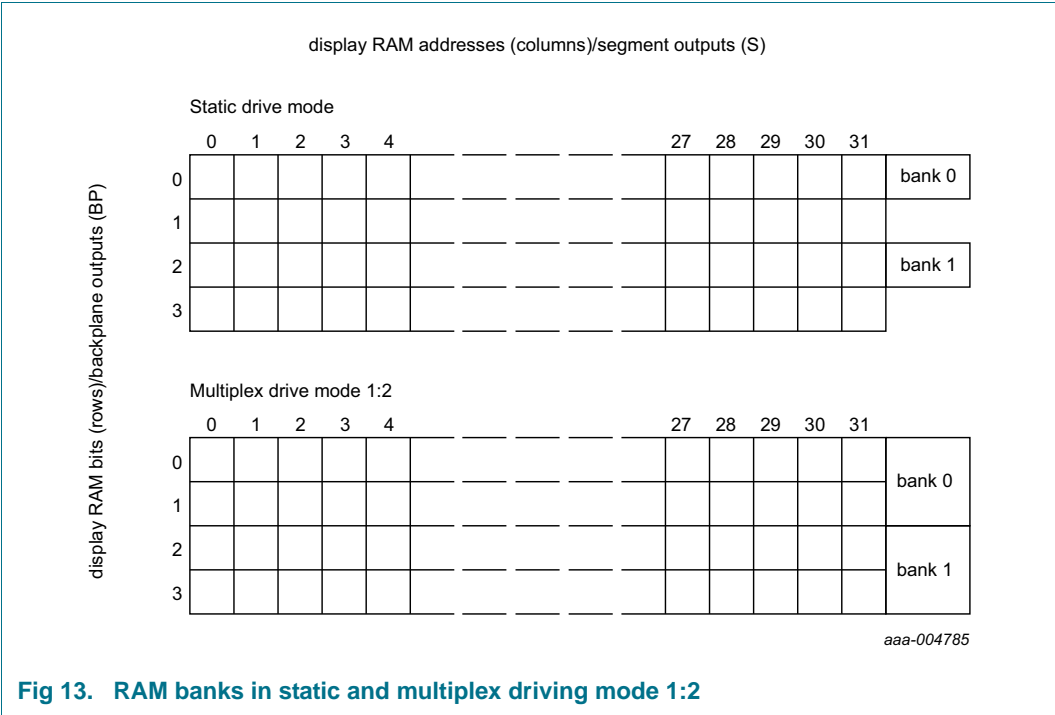 display RAM addresses (columns)/segment outputs (S)
display RAM bits (rows)/backplane outputs (BP)
Static drive mode
0 1 2 3 4 27 28 29 30 31
0 bank 0
1
2 bank 1
3
Multiplex drive mode 1:2
0 1 2 3 4 27 28 29 30 31
0
bank 0
1
2
bank 1
3
aaa-004785
Fig 13. RAM banks in static and multiplex driving mode 1:2